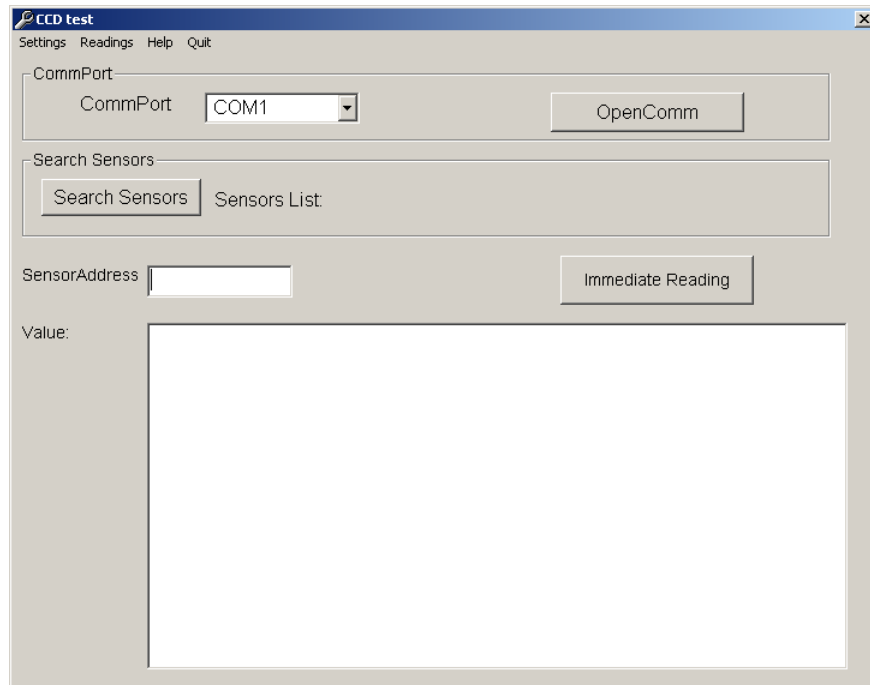 CCD test
Settings Readings Help Quit
CommPort
CommPort COM1 OpenComm
Search Sensors
Search Sensors Sensors List:
SensorAddress Immediate Reading
Value: